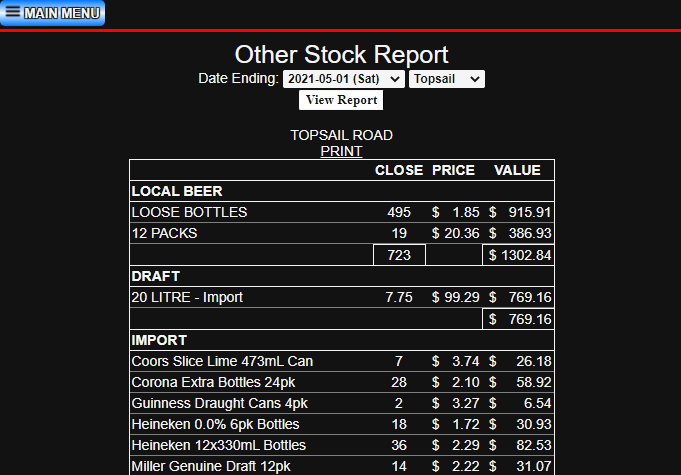 MAIN MENU
Other Stock Report
Date Ending: 2021-05-01 (Sat) Topsail
View Report
TOPSAIL ROAD
PRINT
CLOSE PRICE VALUE
LOCAL BEER
LOOSE BOTTLES 495 $ 1.85 $ 915.91
12 PACKS 19 $ 20.36 $ 386.93
723 $ 1302.84
DRAFT
20 LITRE - Import 7.75 $ 99.29 $ 769.16
$ 769.16
IMPORT
Coors Slice Lime 473mL Can 7 $ 3.74 $ 26.18
Corona Extra Bottles 24pk 28 $ 2.10 $ 58.92
Guinness Draught Cans 4pk 2 $ 3.27 $ 6.54
Heineken 0.0% 6pk Bottles 18 $ 1.72 $ 30.93
Heineken 12x330mL Bottles 36 $ 2.29 $ 82.53
Miller Genuine Draft 12pk 14 $ 2.22 $ 31.07